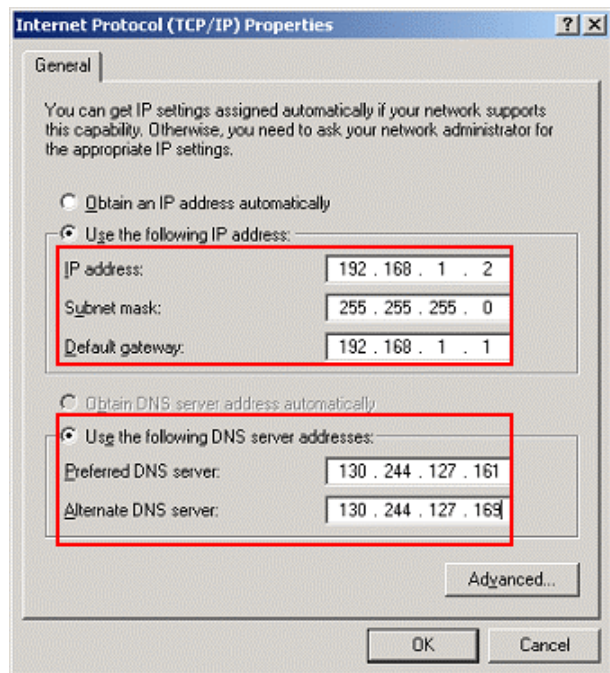 Internet Protocol (TCP/IP) Properties
General
You can get IP settings assigned automatically if your network supports
this capability. Otherwise, you need to ask your network administrator for
the appropriate IP settings.
Obtain an IP address automatically
Use the following IP address:
IP address: 192 . 168 . 1 . 2
Subnet mask: 255 . 255 . 255 . 0
Default gateway: 192 . 168 . 1 . 1
Obtain DNS server address automatically
Use the following DNS server addresses:
Preferred DNS server: 130 . 244 . 127 . 161
Alternate DNS server: 130 . 244 . 127 . 169
Advanced...
OK Cancel